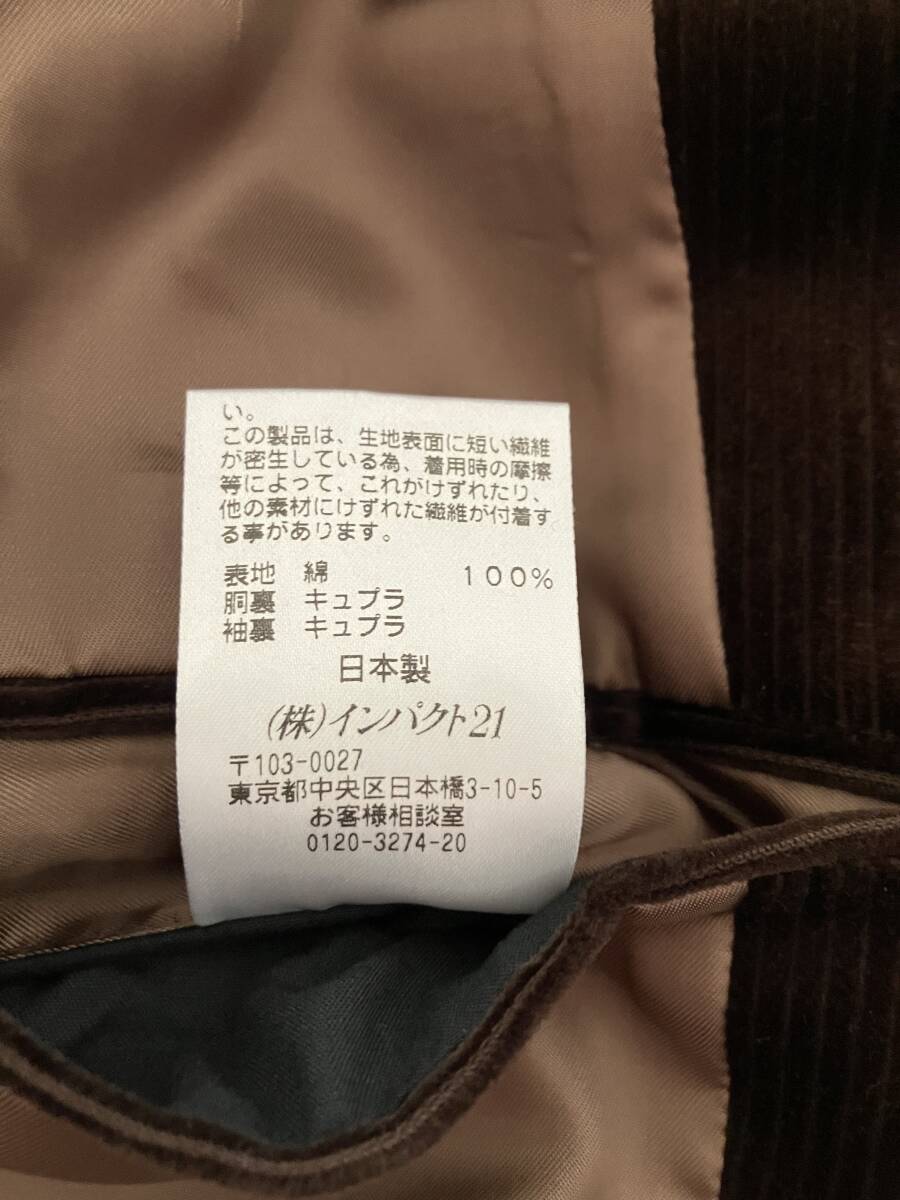 い。
この製品は、生地表面に短い繊維
が密生している為、着用時の摩擦
等によって、これがけずれたり、
他の素材にけずれた繊維が付着す
る事があります。
表地 綿 100%
胴裏 キュプラ
袖裏 キュプラ
日本製
(株)インパクト21
〒103-0027
東京都中央区日本橋3-10-5
お客様相談室
0120-3274-20